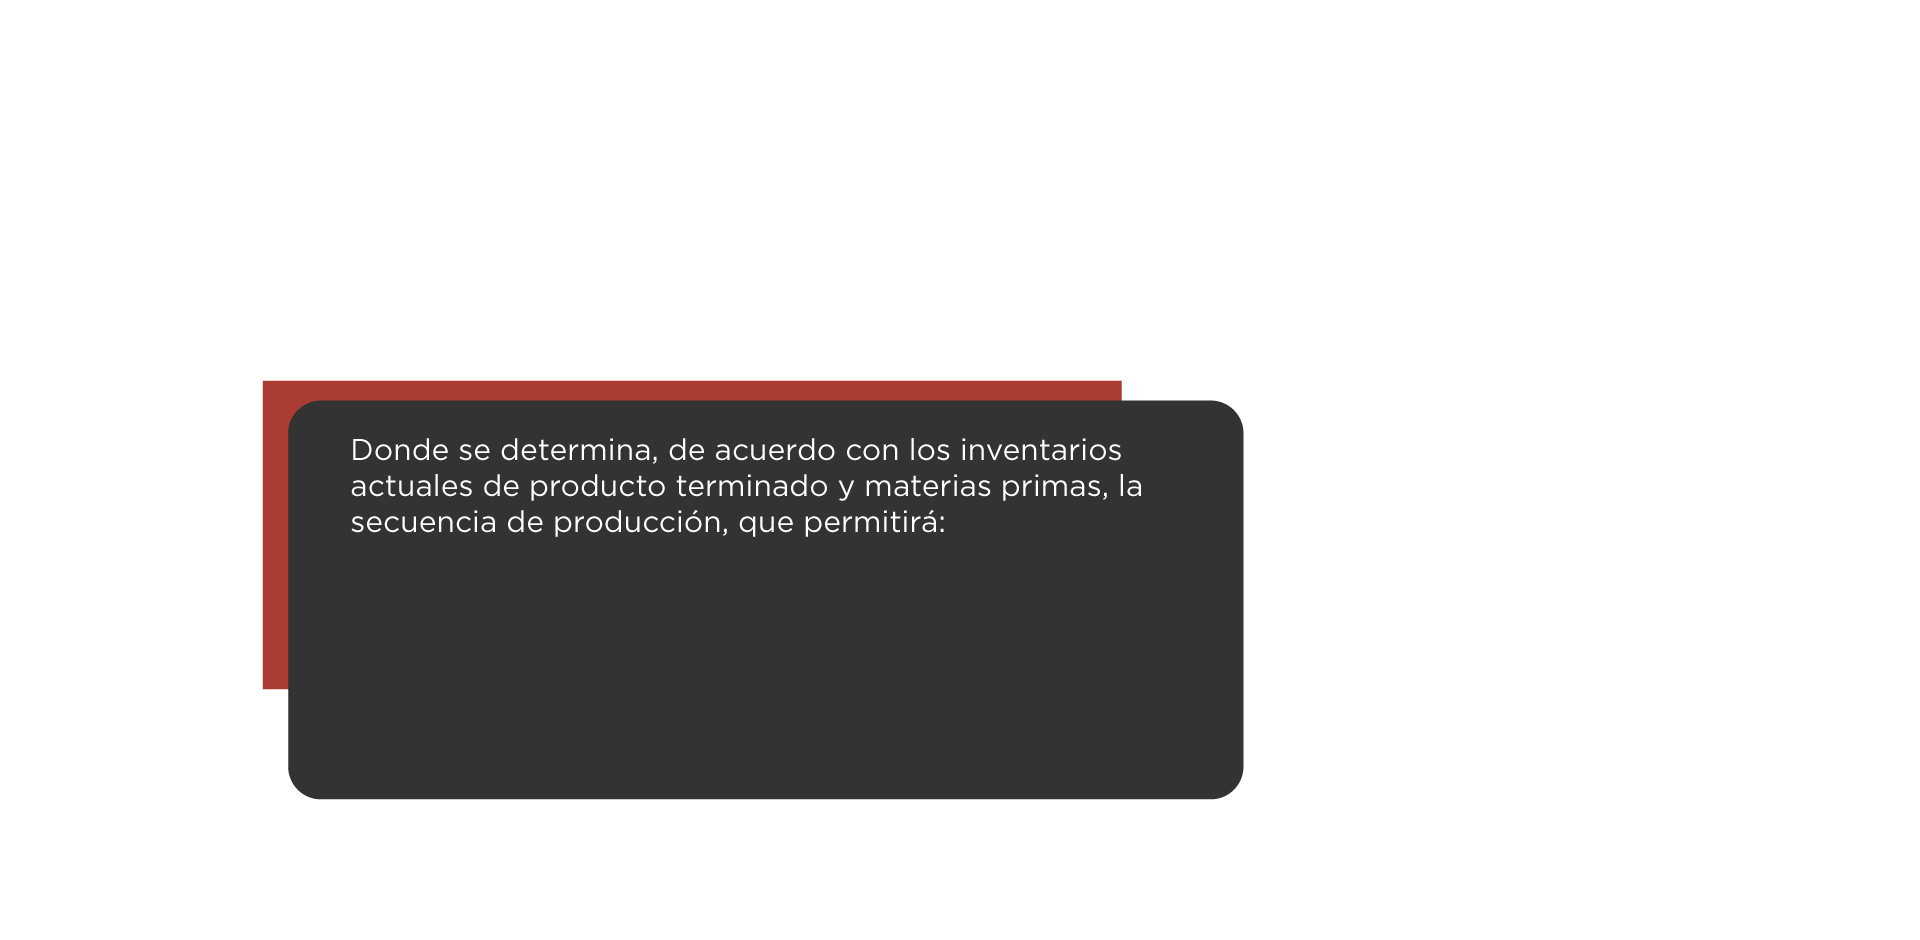 Donde se determina, de acuerdo con los inventarios
actuales de producto terminado y materias primas, la
secuencia de producción, que permitirá: